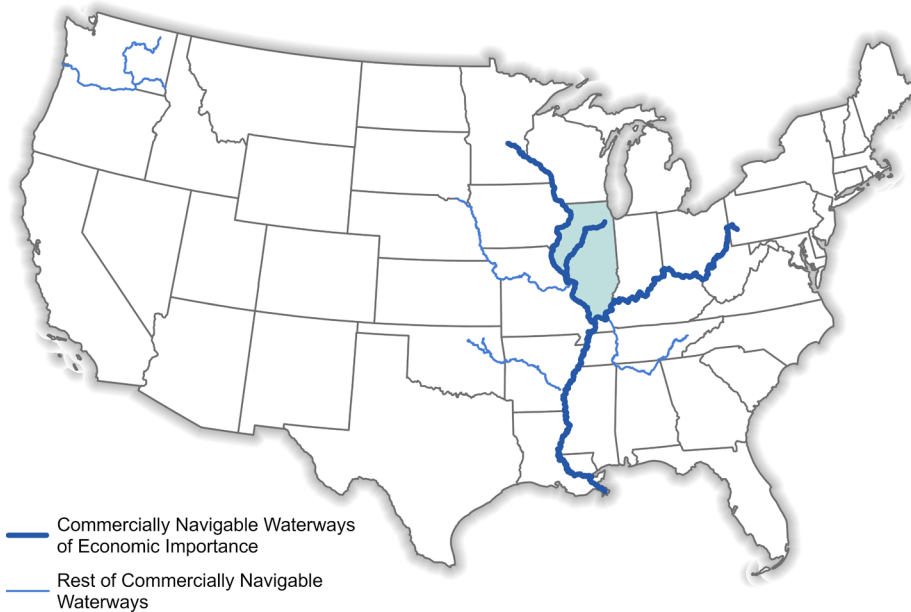 Commercially Navigable Waterways
of Economic Importance
Rest of Commercially Navigable
Waterways